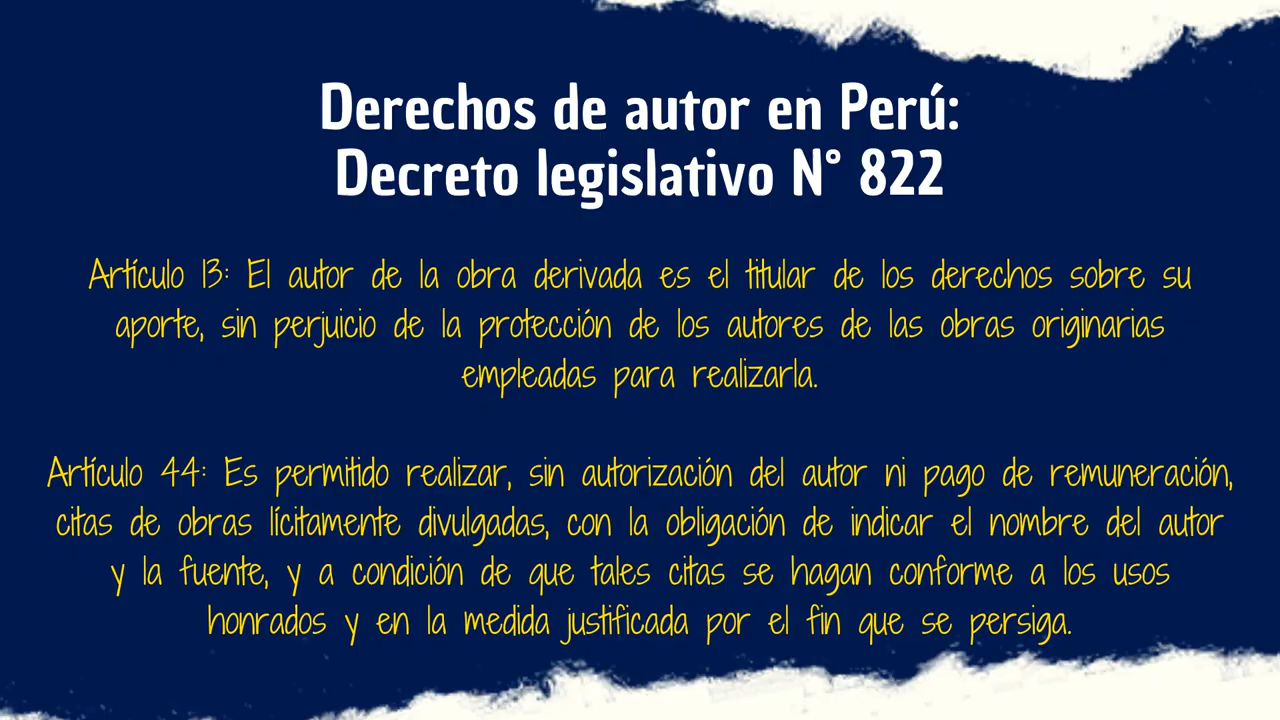 Derechos de autor en Perú:
Decreto legislativo N° 822
Artículo 13: El autor de la obra derivada es el titular de los derechos sobre su
aporte, sin perjuicio de la protección de los autores de las obras originarias
empleadas para realizarla.
Artículo 44: Es permitido realizar, sin autorización del autor ni pago de remuneración,
citas de obras lícitamente divulgadas, con la obligación de indicar el nombre del autor
y la fuente, y a condición de que tales citas se hagan conforme a los usos
honrados y en la medida justificada por el fin que se persiga.